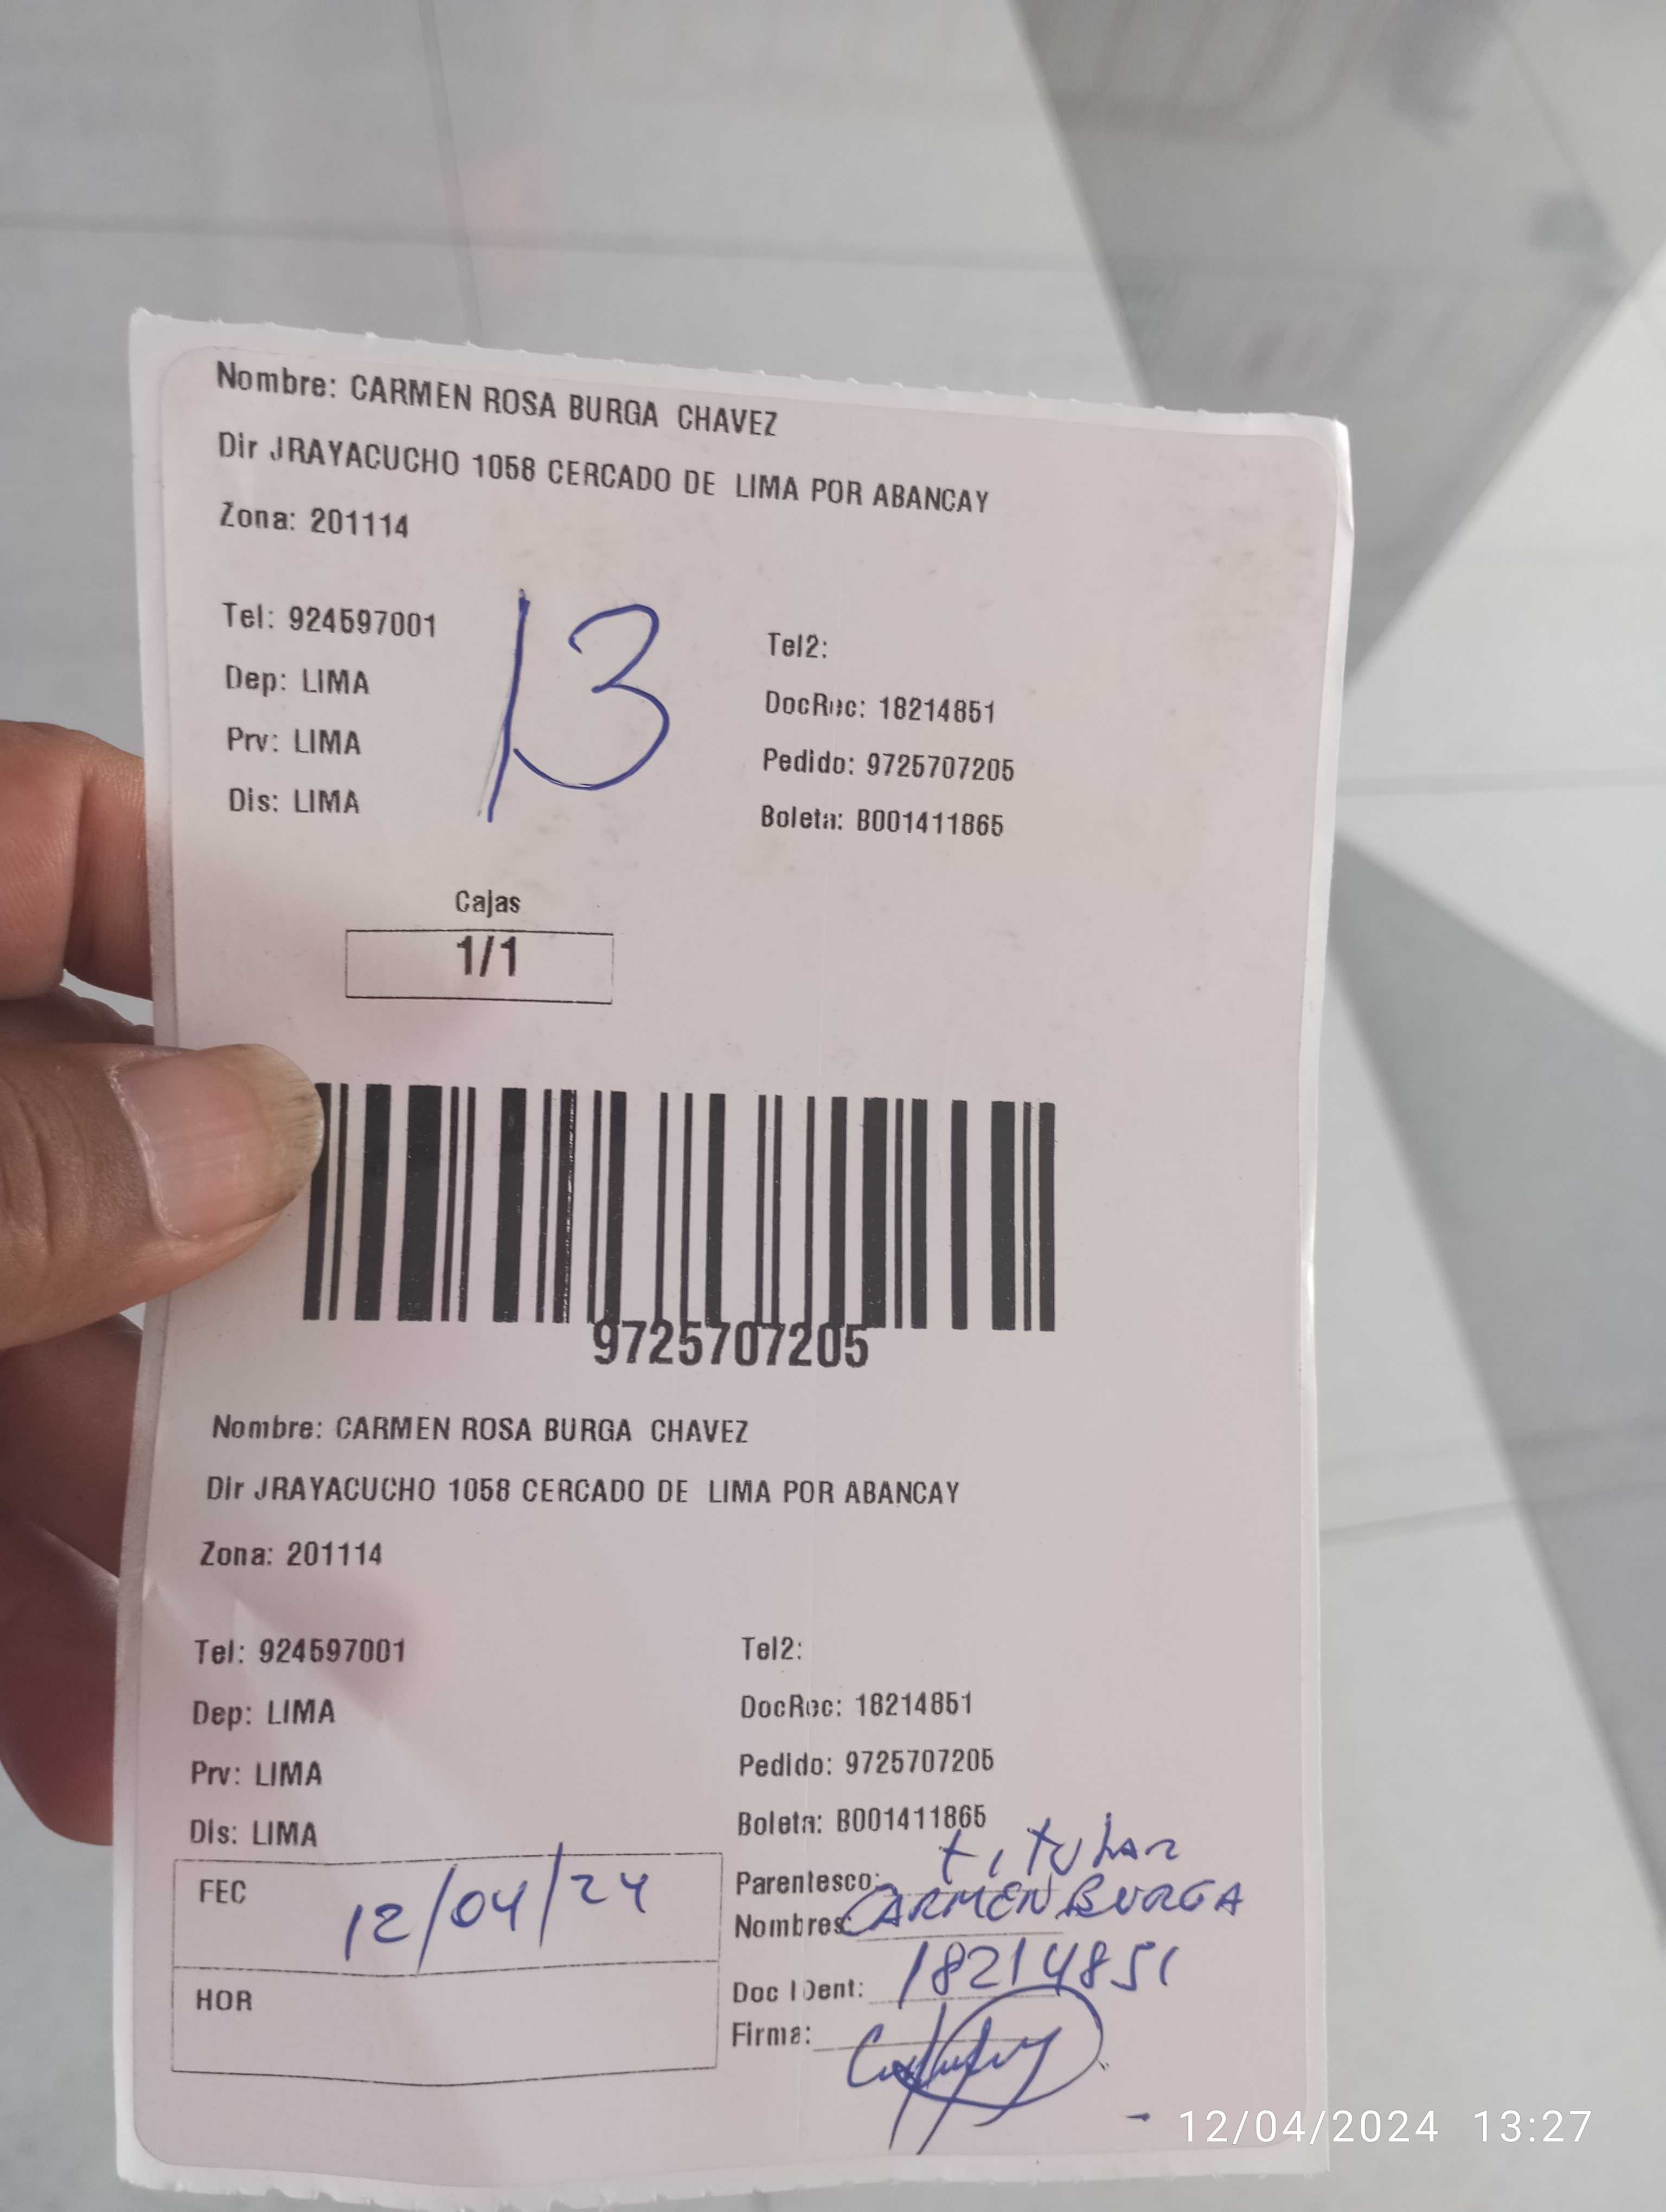 Nombre: CARMEN ROSA BURGA CHAVEZ
Dir JRAYACUCHO 1058 CERCADO DE LIMA POR ABANCAY
Zona: 201114
13
Tel: 924597001
Tel2:
Dep: LIMA
DocRec: 18214851
Prv: LIMA
Pedido: 9725707205
Dis: LIMA
Boleta: B001411865
Cajas
1/1
9725707205
Nombre: CARMEN ROSA BURGA CHAVEZ
Dir JRAYACUCHO 1058 CERCADO DE LIMA POR ABANCAY
Zona: 201114
Tel: 924597001
Tel2:
Dep: LIMA
DocRec: 18214851
Prv: LIMA
Pedido: 9725707205
Dis: LIMA
Boleta: B001411865
FEC 12/04/24
Parentesco: titular
Nombres: CARMEN BURGA
HOR
Doc IDent: 18214851
Firma:
12/04/2024 13:27